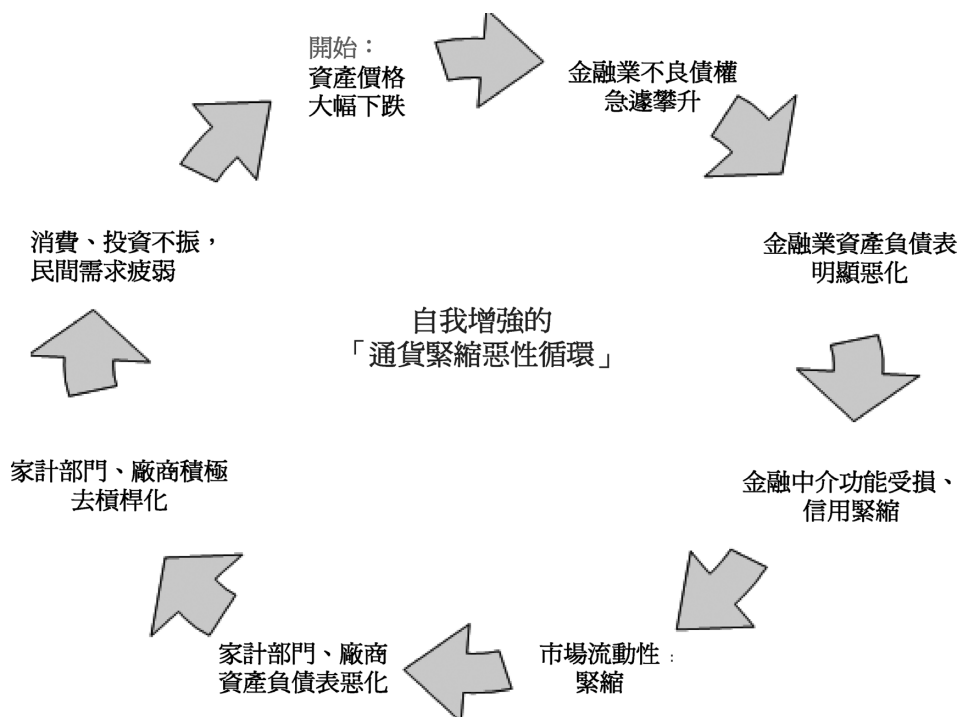 開始：
資產價格
大幅下跌
金融業不良債權
急遽攀升
金融業資產負債表
明顯惡化
金融中介功能受損、
信用緊縮
市場流動性
緊縮
家計部門、廠商
資產負債表惡化
家計部門、廠商積極
去槓桿化
消費、投資不振，
民間需求疲弱
自我增強的
「通貨緊縮惡性循環」